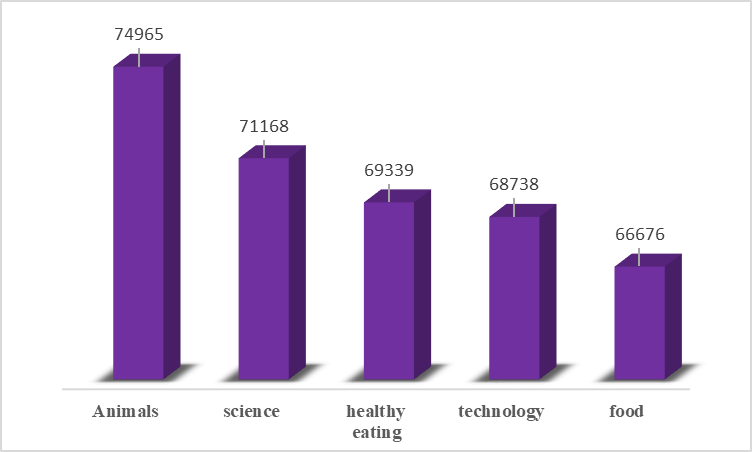 74965
71168
69339
68738
66676
Animals
science
healthy
eating
technology
food